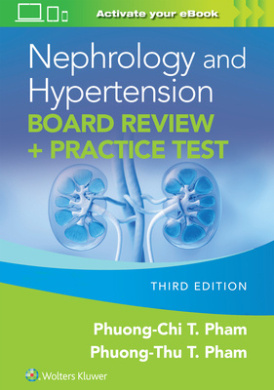 Activate your eBook
Nephrology and
Hypertension
BOARD REVIEW
+ PRACTICE TEST
THIRD EDITION
Phuong-Chi T. Pham
Phuong-Thu T. Pham
Wolters Kluwer